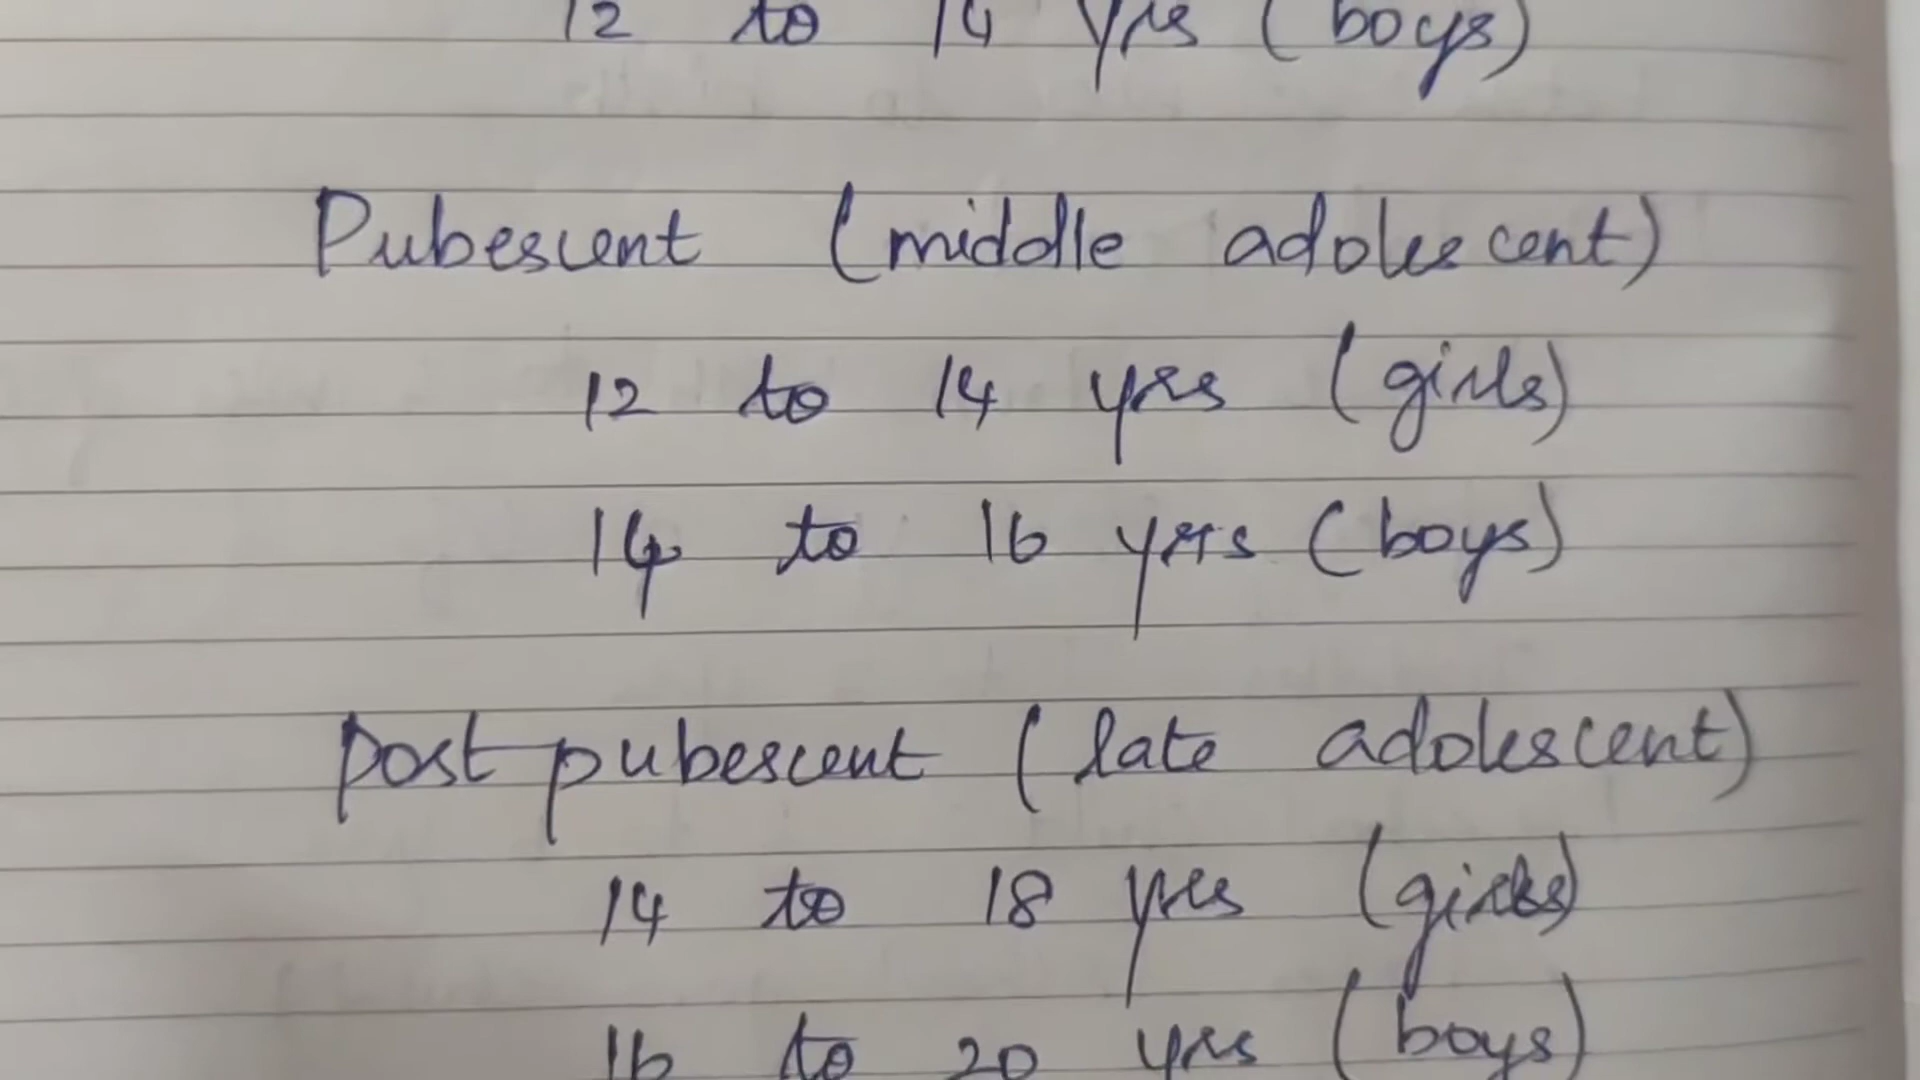 12 to 14 yrs (boys)
Pubescent (middle adolescent)
12 to 14 yrs (girls)
14 to 16 yrs (boys)
post pubescent (late adolescent)
14 to 18 yrs (girls)
16 to 20 yrs (boys)